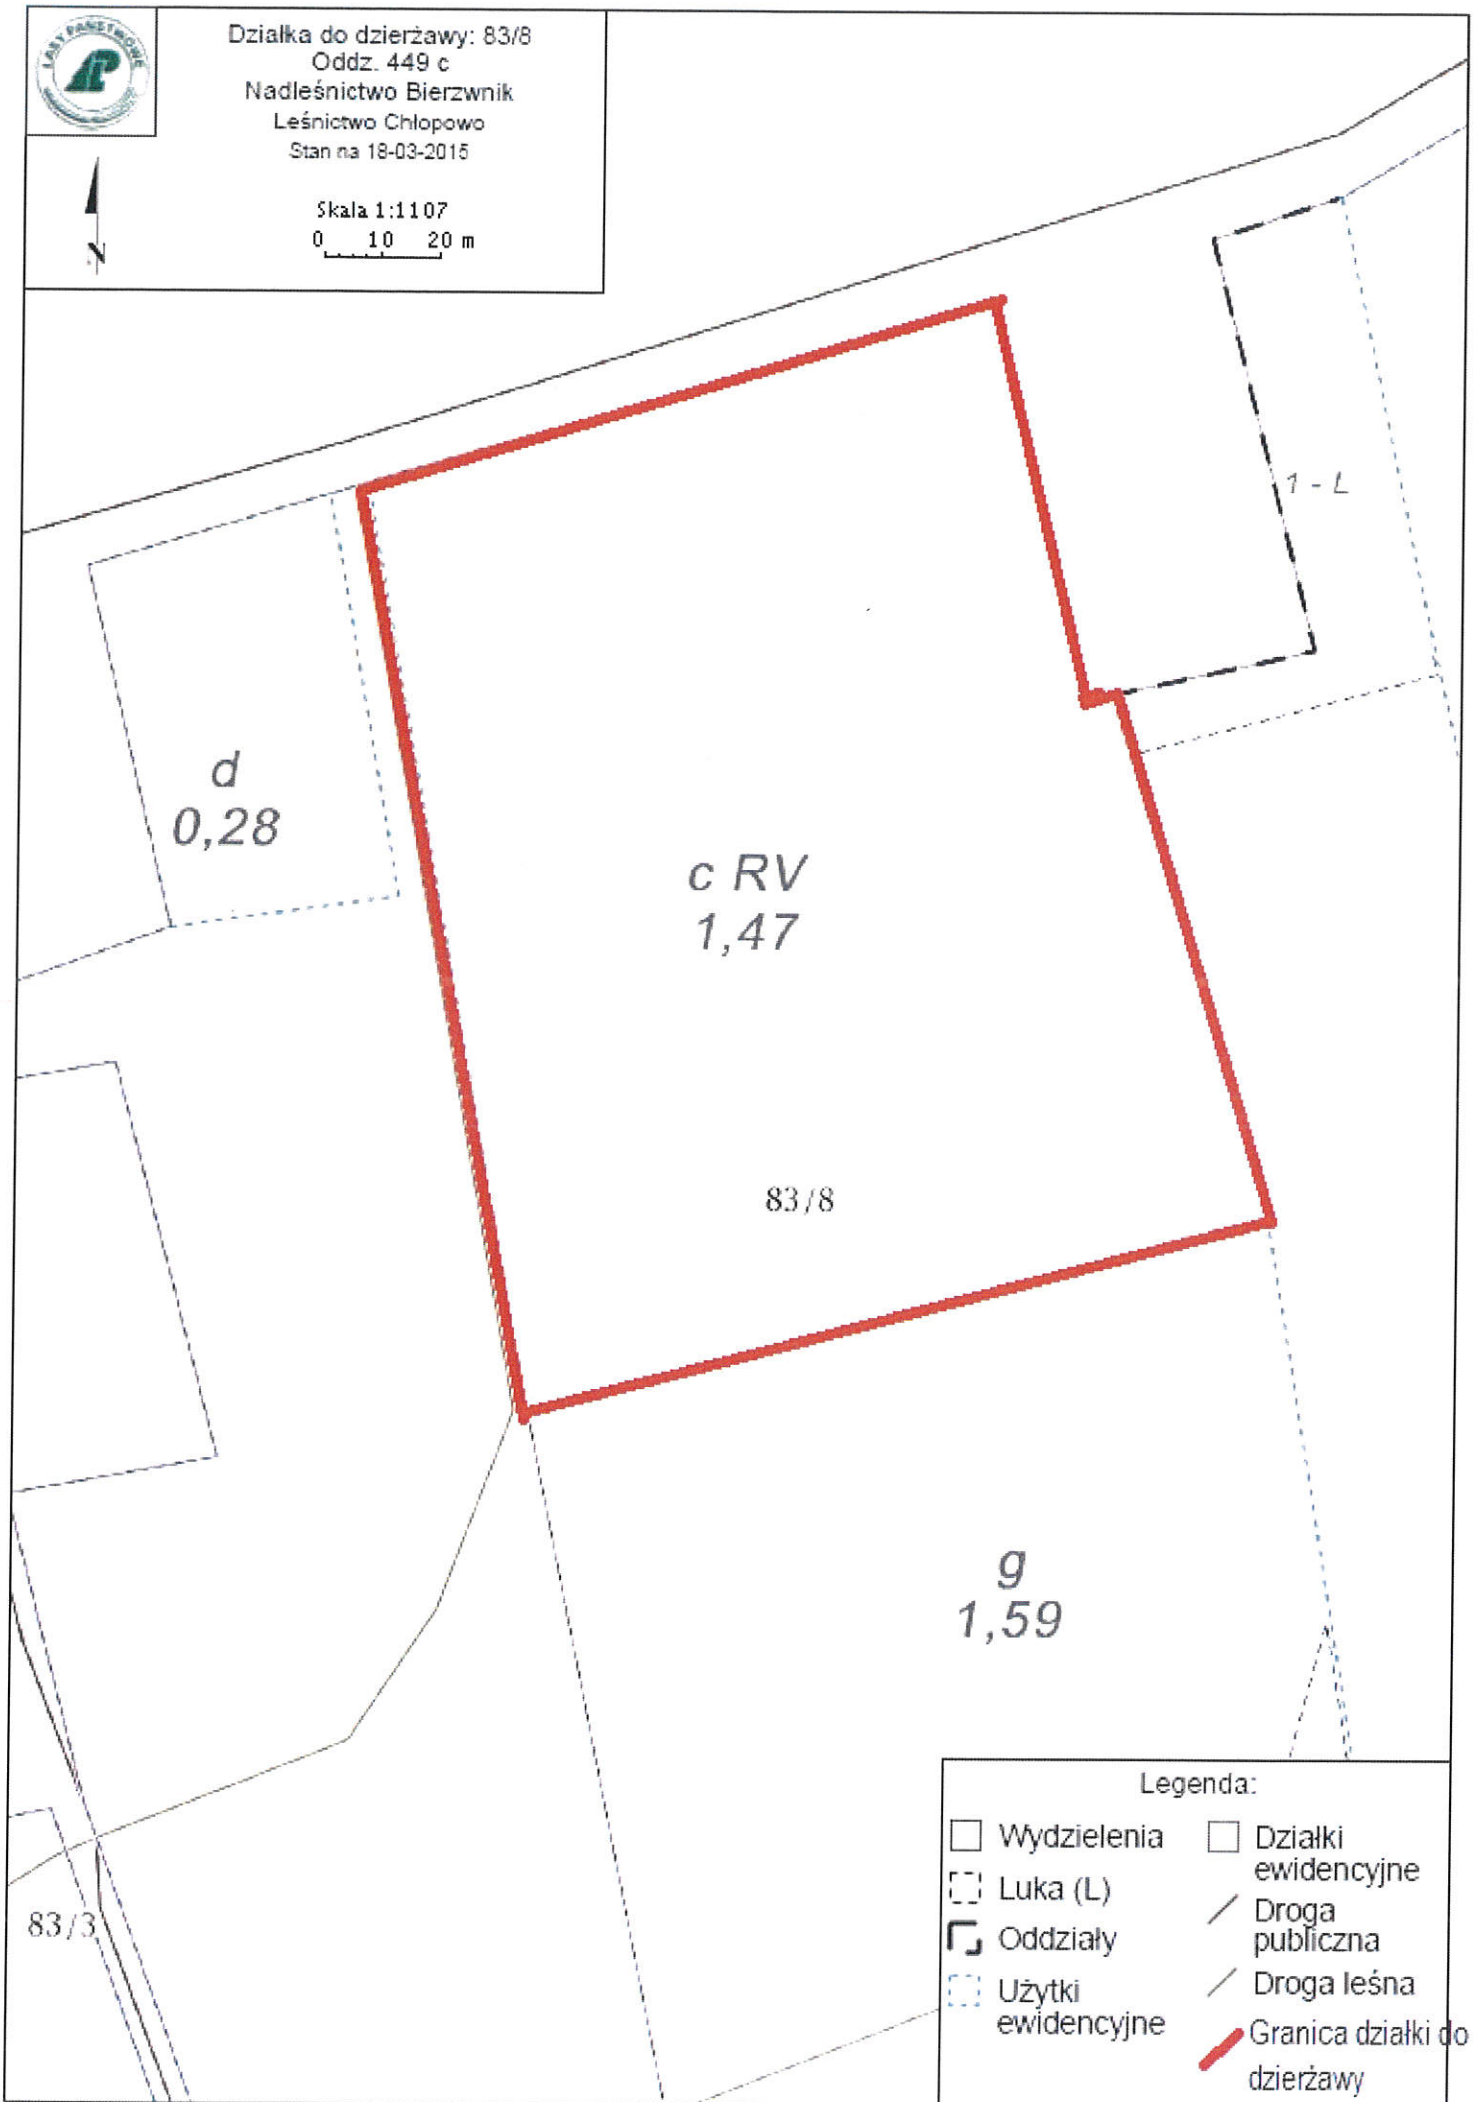 LASY PAŃSTWOWE
Działka do dzierżawy: 83/8
Oddz. 449 c
Nadleśnictwo Bierzwnik
Leśnictwo Chłopowo
Stan na 18-03-2015
Skala 1:1107
0 10 20 m
N
1 - L
d
0,28
c RV
1,47
83/8
g
1,59
83/3
Legenda:
Wydzielenia
Luka (L)
Oddziały
Użytki
ewidencyjne
Działki
ewidencyjne
Droga
publiczna
Droga leśna
Granica działki do
dzierżawy